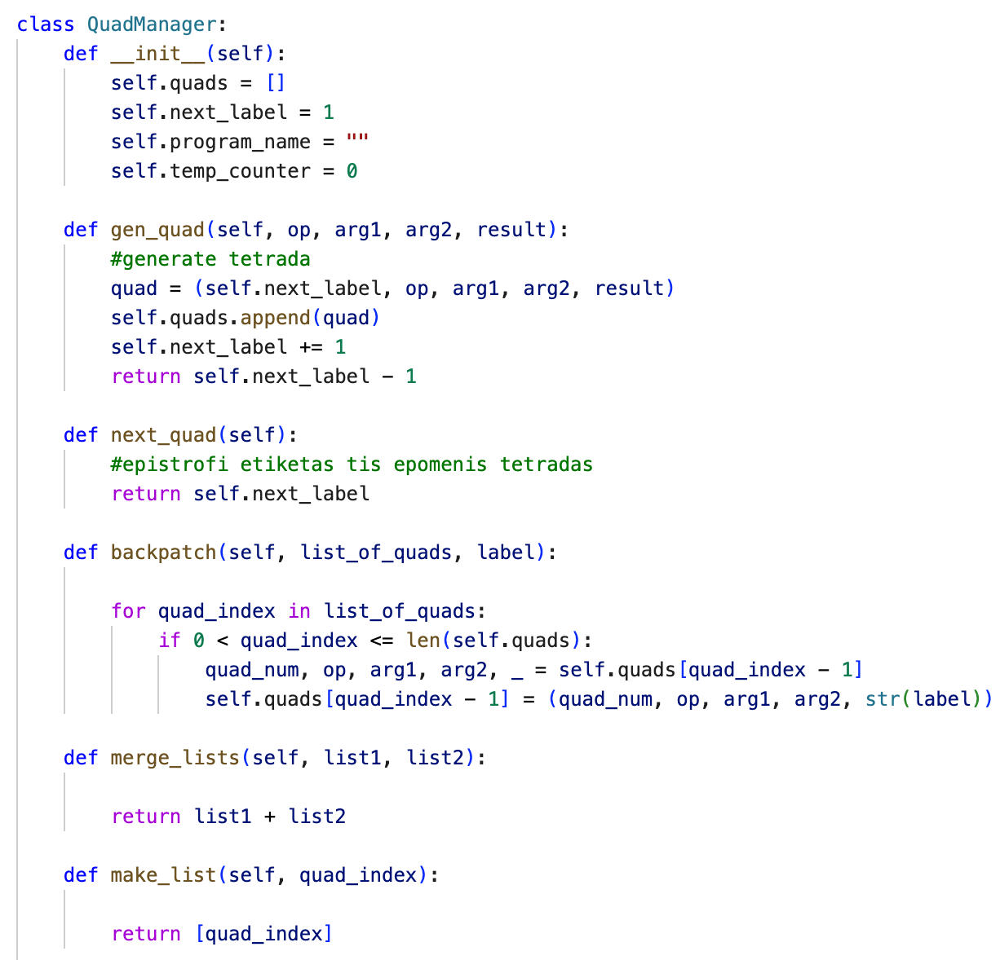 class QuadManager:
    def __init__(self):
        self.quads = []
        self.next_label = 1
        self.program_name = ""
        self.temp_counter = 0

    def gen_quad(self, op, arg1, arg2, result):
        #generate tetrada
        quad = (self.next_label, op, arg1, arg2, result)
        self.quads.append(quad)
        self.next_label += 1
        return self.next_label - 1

    def next_quad(self):
        #epistrofi etiketas tis epomenis tetradas
        return self.next_label

    def backpatch(self, list_of_quads, label):

        for quad_index in list_of_quads:
            if 0 < quad_index <= len(self.quads):
                quad_num, op, arg1, arg2, _ = self.quads[quad_index - 1]
                self.quads[quad_index - 1] = (quad_num, op, arg1, arg2, str(label))

    def merge_lists(self, list1, list2):

        return list1 + list2

    def make_list(self, quad_index):

        return [quad_index]